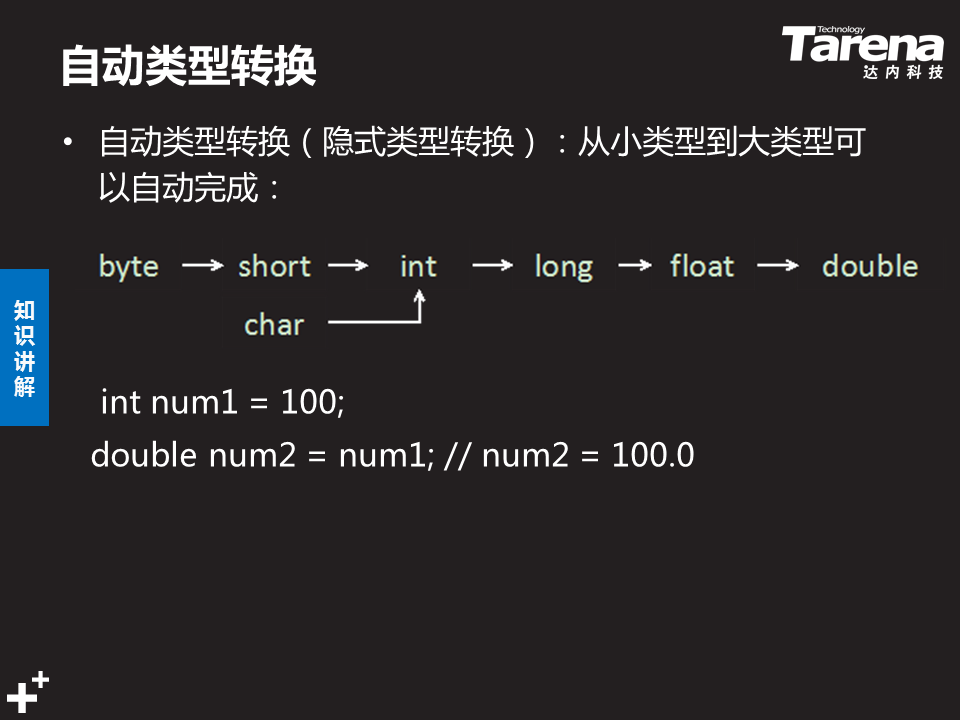 Technology
Tarena
达内科技
自动类型转换
• 自动类型转换（隐式类型转换）：从小类型到大类型可
以自动完成：
byte → short → int → long → float → double
char
知识讲解
int num1 = 100;
double num2 = num1; // num2 = 100.0